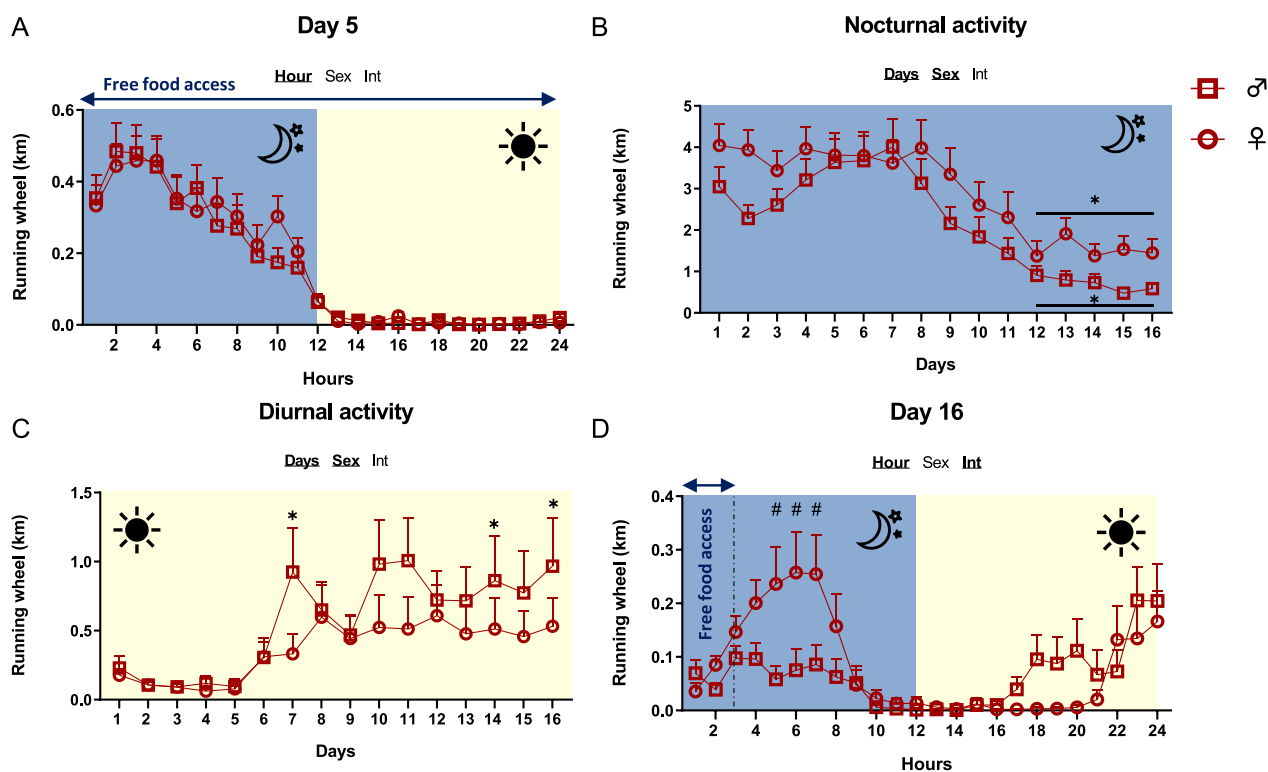 A
Day 5
Hour Sex Int
Free food access
Running wheel (km)
0.6
0.4
0.2
0.0
2 4 6 8 10 12 14 16 18 20 22 24
Hours
B
Nocturnal activity
Days Sex Int
Running wheel (km)
5
4
3
2
1
0
*
*
1 2 3 4 5 6 7 8 9 10 11 12 13 14 15 16
Days
♂
♀
C
Diurnal activity
Days Sex Int
Running wheel (km)
1.5
1.0
0.5
0.0
* * *
1 2 3 4 5 6 7 8 9 10 11 12 13 14 15 16
Days
D
Day 16
Hour Sex Int
Running wheel (km)
0.4
0.3
0.2
0.1
0.0
Free food access
# # #
2 4 6 8 10 12 14 16 18 20 22 24
Hours